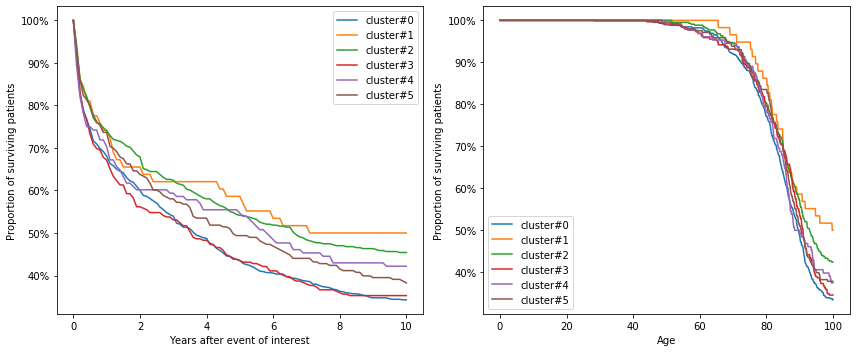 100%
90%
80%
70%
60%
50%
40%
Proportion of surviving patients
0
2
4
6
8
10
Years after event of interest
cluster#0
cluster#1
cluster#2
cluster#3
cluster#4
cluster#5
100%
90%
80%
70%
60%
50%
40%
Proportion of surviving patients
cluster#0
cluster#1
cluster#2
cluster#3
cluster#4
cluster#5
0
20
40
60
80
100
Age